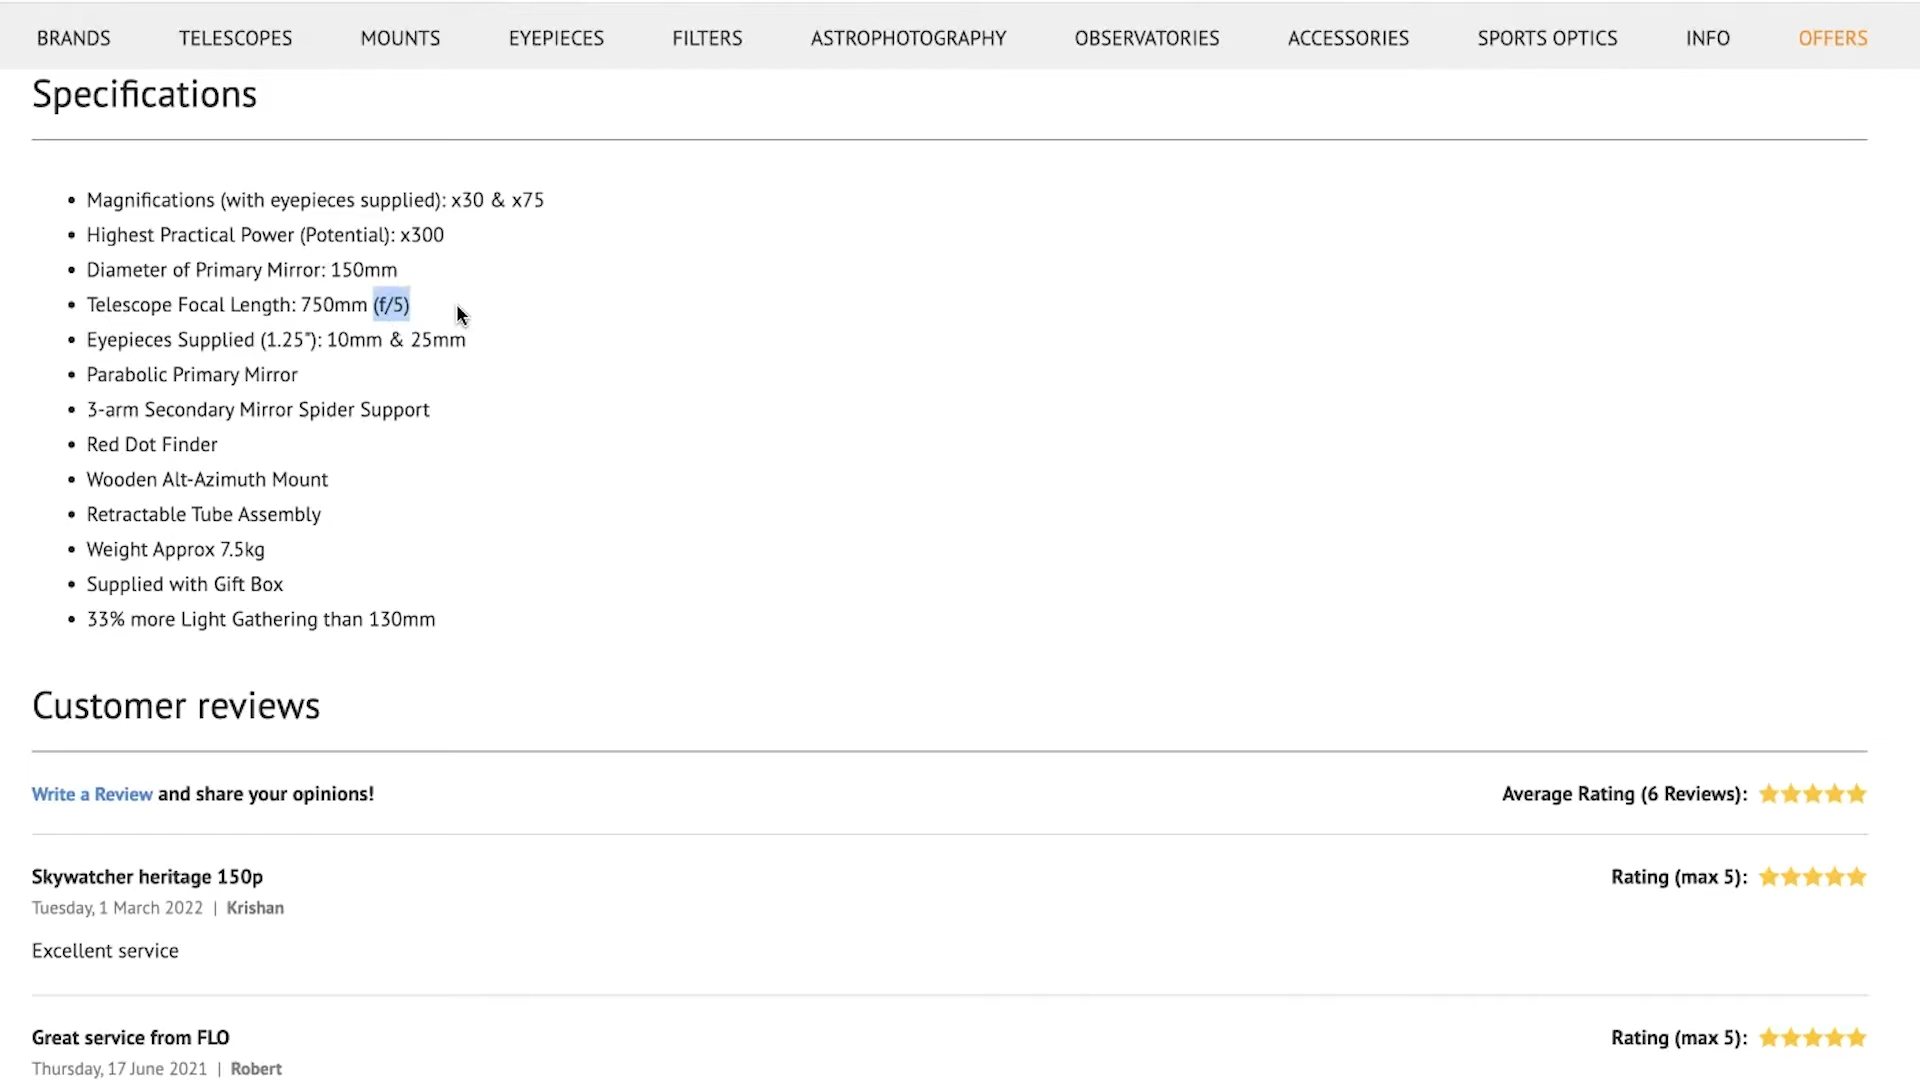 BRANDS TELESCOPES MOUNTS EYEPIECES FILTERS ASTROPHOTOGRAPHY OBSERVATORIES ACCESSORIES SPORTS OPTICS INFO OFFERS
Specifications
• Magnifications (with eyepieces supplied): x30 & x75
• Highest Practical Power (Potential): x300
• Diameter of Primary Mirror: 150mm
• Telescope Focal Length: 750mm (f/5)
• Eyepieces Supplied (1.25"): 10mm & 25mm
• Parabolic Primary Mirror
• 3-arm Secondary Mirror Spider Support
• Red Dot Finder
• Wooden Alt-Azimuth Mount
• Retractable Tube Assembly
• Weight Approx 7.5kg
• Supplied with Gift Box
• 33% more Light Gathering than 130mm
Customer reviews
Write a Review and share your opinions! Average Rating (6 Reviews):
Skywatcher heritage 150p Rating (max 5):
Tuesday, 1 March 2022 | Krishan
Excellent service
Great service from FLO Rating (max 5):
Thursday, 17 June 2021 | Robert